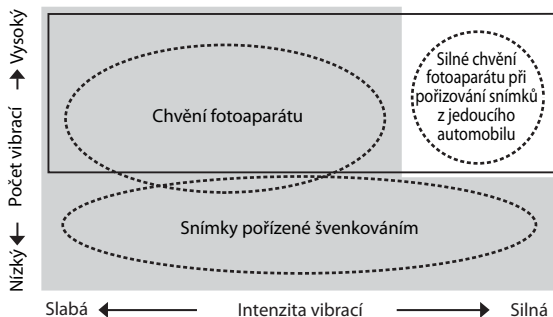 Nízký ← Počet vibrací → Vysoký
Chvění fotoaparátu
Silné chvění
fotoaparátu při
pořizování snímků
z jedoucího
automobilu
Snímky pořízené švenkováním
Slabá ← Intenzita vibrací → Silná